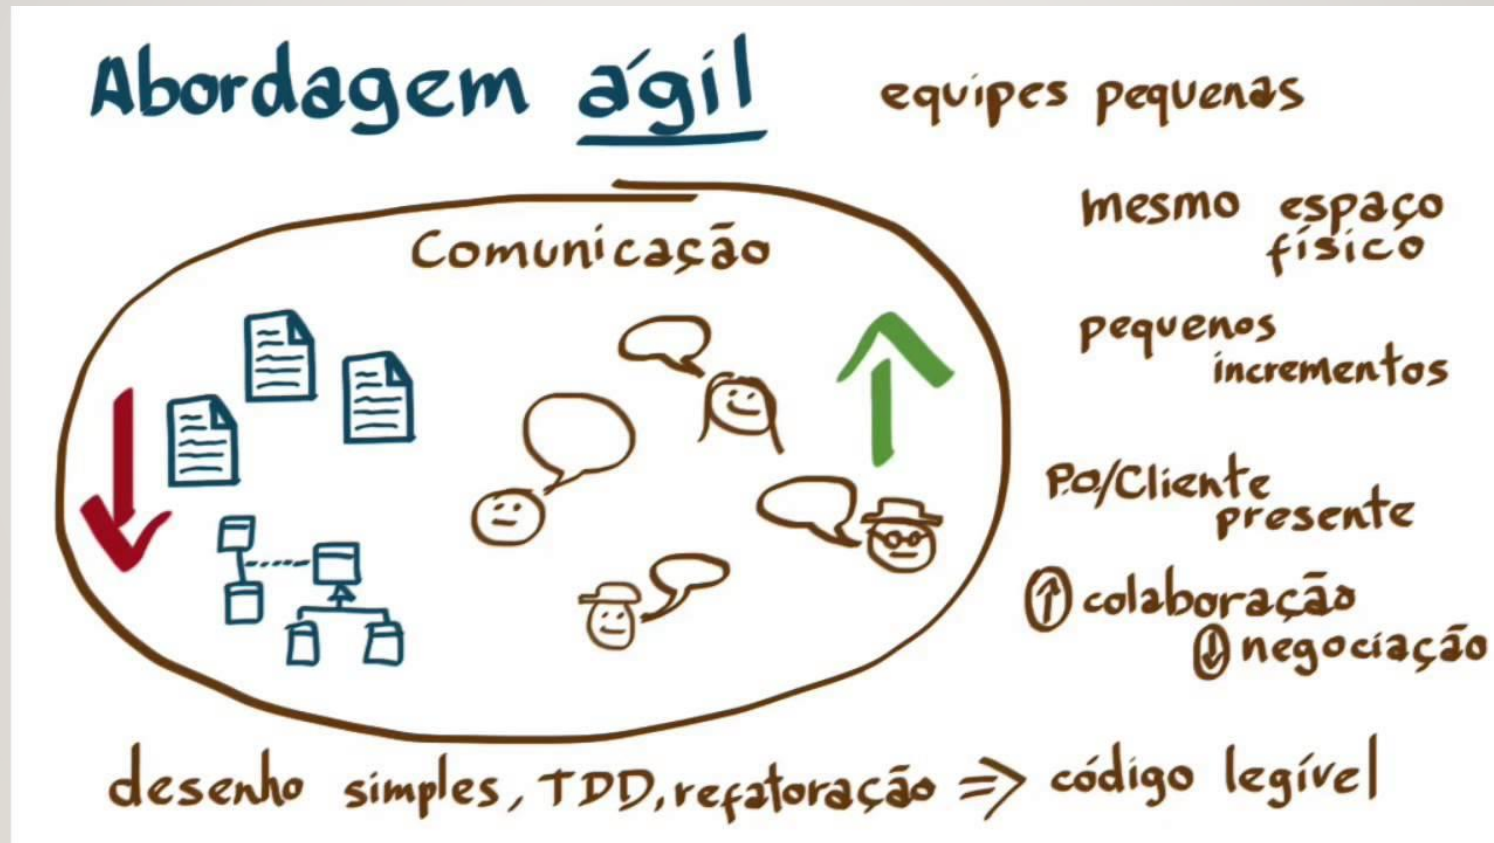 Abordagem ágil
equipes pequenas
mesmo espaço
físico
Comunicação
pequenos
incrementos
P.O./Cliente
presente
colaboração
negociação
desenho simples, TDD, refatoração => código legível